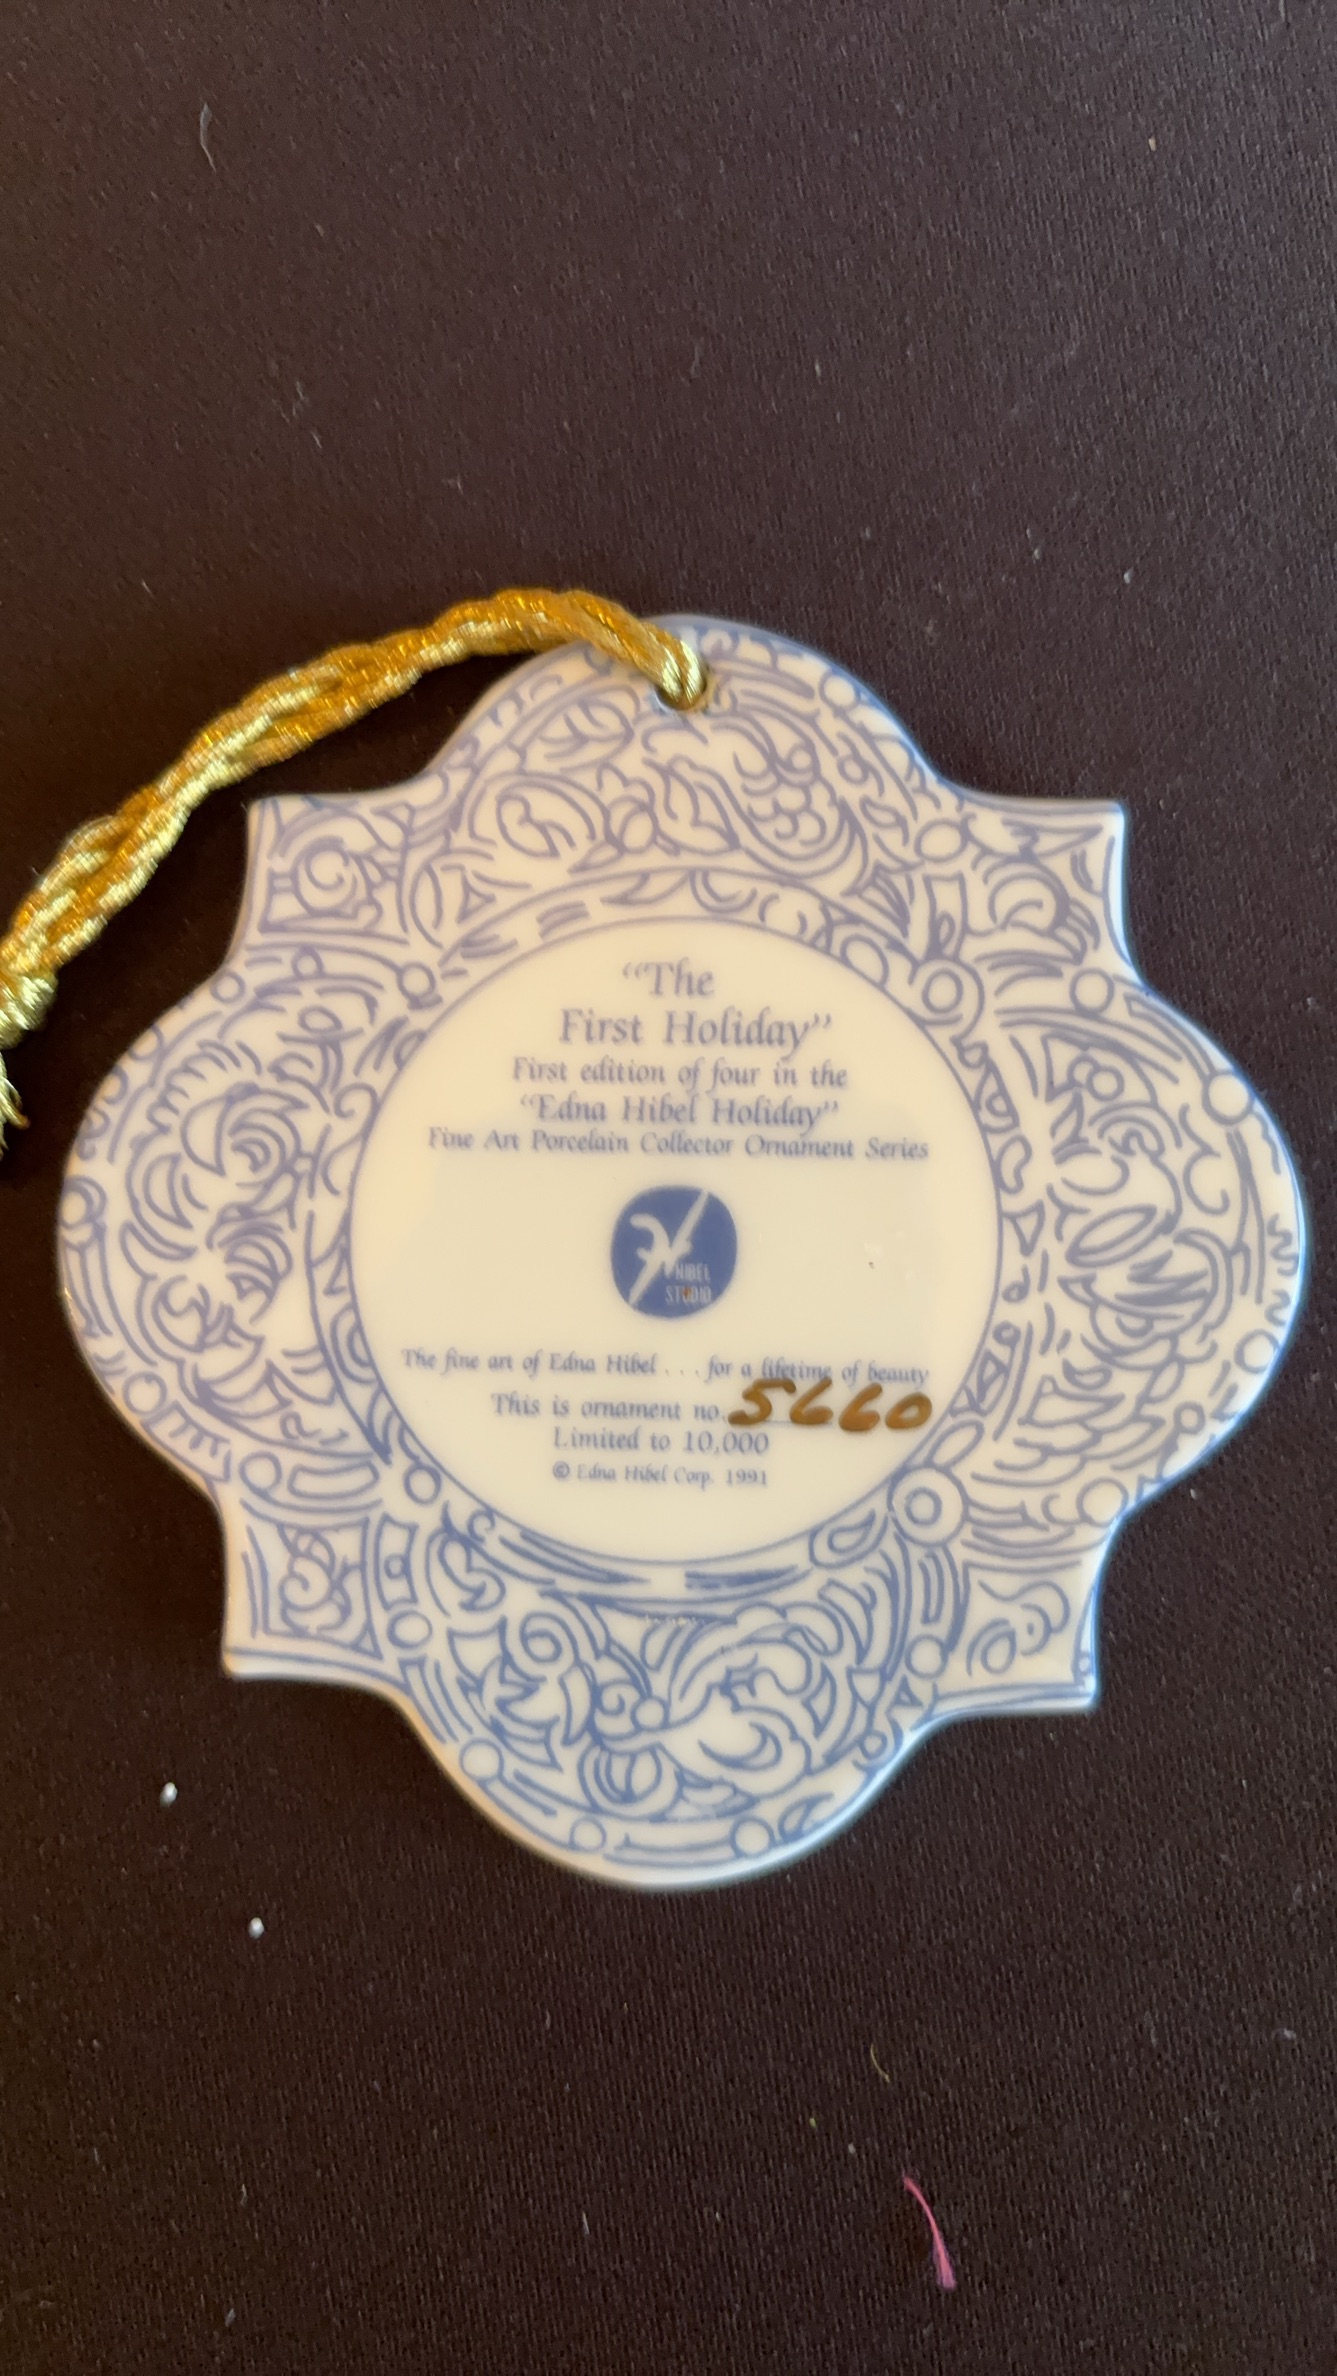 “The
First Holiday”
First edition of four in the
“Edna Hibel Holiday”
Fine Art Porcelain Collector Ornament Series
HIBEL
STUDIO
The fine art of Edna Hibel . . . for a lifetime of beauty
This is ornament no. 5660
Limited to 10,000
© Edna Hibel Corp. 1991